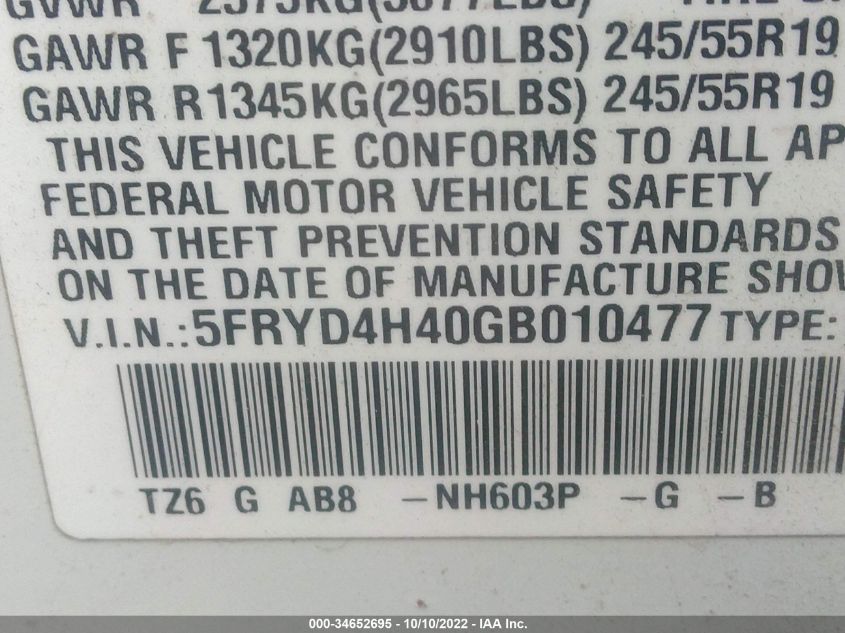 GVWR
GAWR F 1320KG(2910LBS) 245/55R19
GAWR R1345KG(2965LBS) 245/55R19
THIS VEHICLE CONFORMS TO ALL AP
FEDERAL MOTOR VEHICLE SAFETY
AND THEFT PREVENTION STANDARDS
ON THE DATE OF MANUFACTURE SHOW
V.I.N.:5FRYD4H40GB010477 TYPE:
TZ6 G AB8 -NH603P -G -B
000-34652695 - 10/10/2022 - IAA Inc.